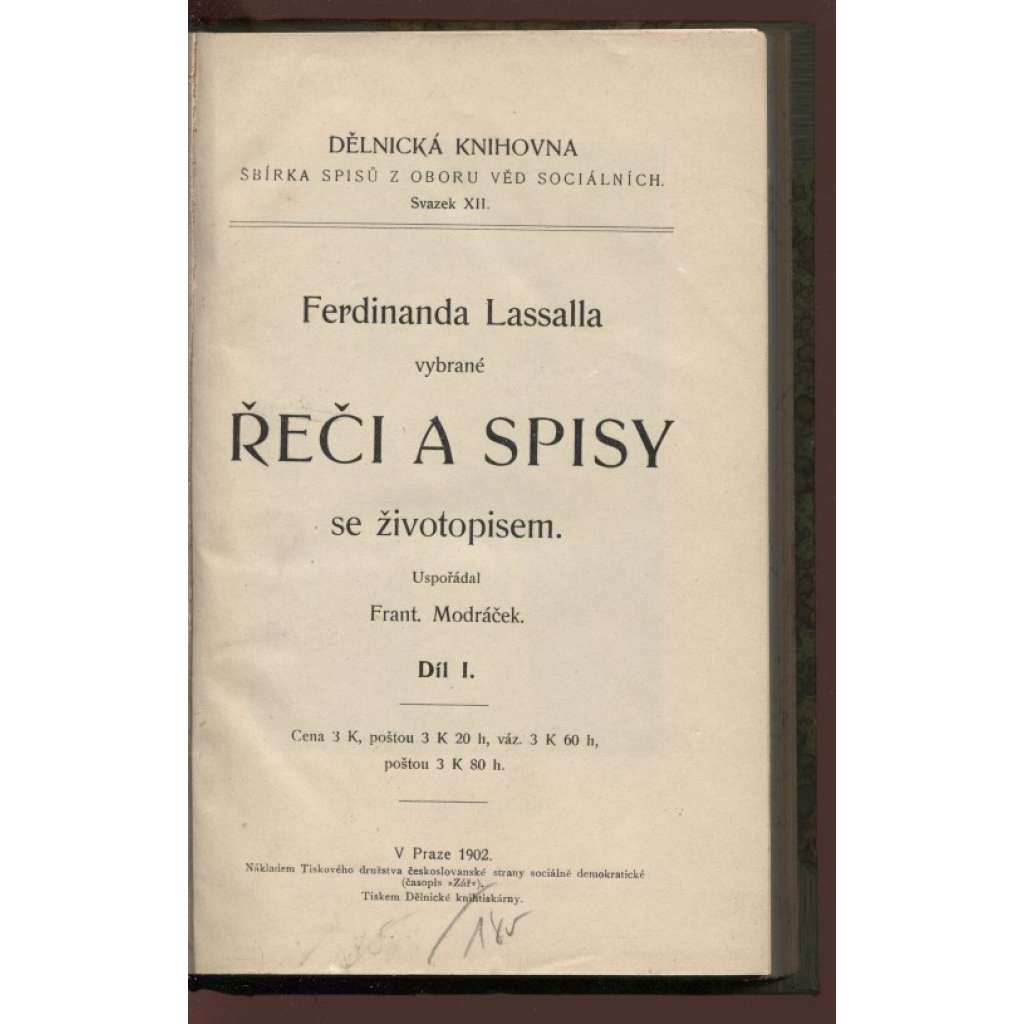 DĚLNICKÁ KNIHOVNA
SBÍRKA SPISŮ Z OBORU VĚD SOCIÁLNÍCH.
Svazek XII.
Ferdinanda Lassalla
vybrané
ŘEČI A SPISY
se životopisem.
Uspořádal
Frant. Modráček.
Díl I.
Cena 3 K, poštou 3 K 20 h, váz. 3 K 60 h,
poštou 3 K 80 h.
V Praze 1902.
Nákladem Tiskového družstva českoslovanské strany sociálně demokratické
(časopis »Zář«).
Tiskem Dělnické knihtiskárny.